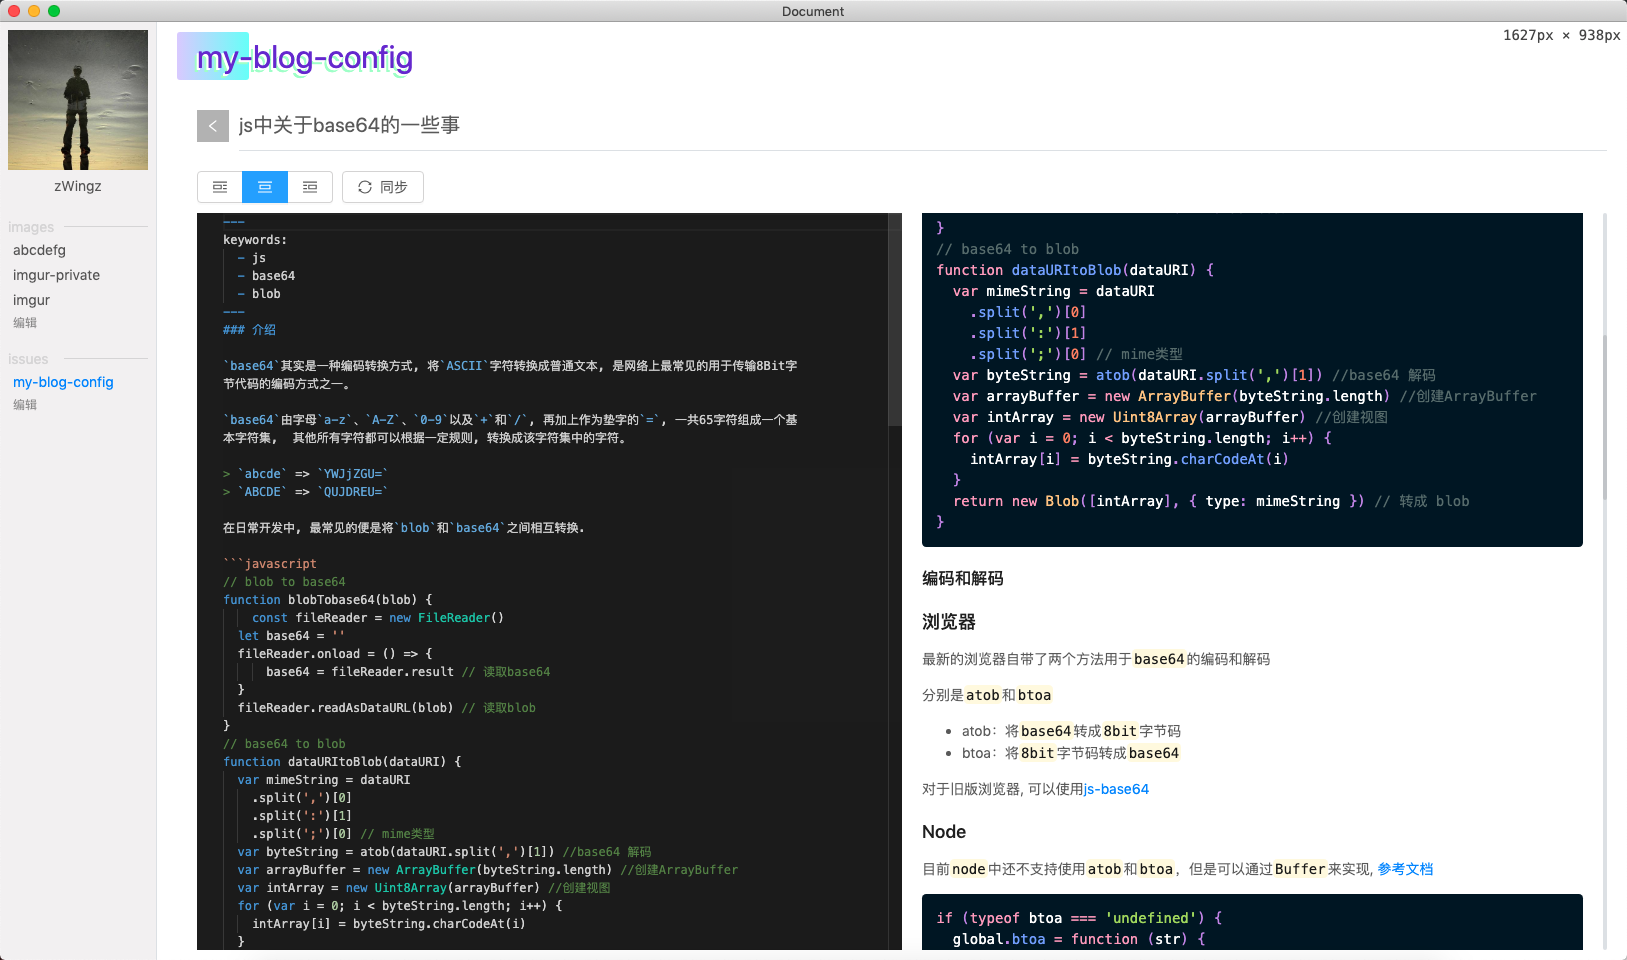 Document
1627px × 938px
zWingz
images
abcdefg
imgur-private
imgur
编辑
issues
my-blog-config
编辑
my-blog-config
js中关于base64的一些事
同步
---
keywords:
- js
- base64
- blob
---
### 介绍
`base64`其实是一种编码转换方式, 将`ASCII`字符转换成普通文本, 是网络上最常见的用于传输8Bit字
节代码的编码方式之一。
`base64`由字母`a-z`、`A-Z`、`0-9`以及`+`和`/`, 再加上作为垫字的`=`, 一共65字符组成一个基
本字符集, 其他所有字符都可以根据一定规则, 转换成该字符集中的字符。
> `abcde` => `YWJjZGU=`
> `ABCDE` => `QUJDREU=`
在日常开发中, 最常见的便是将`blob`和`base64`之间相互转换.
```javascript
// blob to base64
function blobTobase64(blob) {
const fileReader = new FileReader()
let base64 = ''
fileReader.onload = () => {
base64 = fileReader.result // 读取base64
}
fileReader.readAsDataURL(blob) // 读取blob
}
// base64 to blob
function dataURItoBlob(dataURI) {
var mimeString = dataURI
.split(',')[0]
.split(':')[1]
.split(';')[0] // mime类型
var byteString = atob(dataURI.split(',')[1]) //base64 解码
var arrayBuffer = new ArrayBuffer(byteString.length) //创建ArrayBuffer
var intArray = new Uint8Array(arrayBuffer) //创建视图
for (var i = 0; i < byteString.length; i++) {
intArray[i] = byteString.charCodeAt(i)
}
}
// base64 to blob
function dataURItoBlob(dataURI) {
var mimeString = dataURI
.split(',')[0]
.split(':')[1]
.split(';')[0] // mime类型
var byteString = atob(dataURI.split(',')[1]) //base64 解码
var arrayBuffer = new ArrayBuffer(byteString.length) //创建ArrayBuffer
var intArray = new Uint8Array(arrayBuffer) //创建视图
for (var i = 0; i < byteString.length; i++) {
intArray[i] = byteString.charCodeAt(i)
}
return new Blob([intArray], { type: mimeString }) // 转成 blob
}
编码和解码
浏览器
最新的浏览器自带了两个方法用于base64的编码和解码
分别是atob和btoa
• atob：将base64转成8bit字节码
• btoa：将8bit字节码转成base64
对于旧版浏览器, 可以使用js-base64
Node
目前node中还不支持使用atob和btoa，但是可以通过Buffer来实现, 参考文档
if (typeof btoa === 'undefined') {
global.btoa = function (str) {